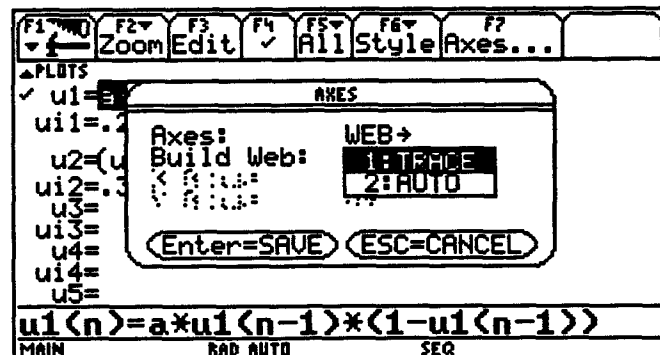 F1 F2 F3 F4 F5 F6 F7
Zoom Edit ✓ All Style Axes...
PLOTS
✓ u1=
ui1=.2
u2=(u
ui2=.3
u3=
ui3=
u4=
ui4=
u5=
AXES
Axes: WEB→
Build Web: 1:TRACE
2:AUTO
Enter=SAVE ESC=CANCEL
u1(n)=a*u1(n-1)*(1-u1(n-1))
MAIN RAD AUTO SEQ